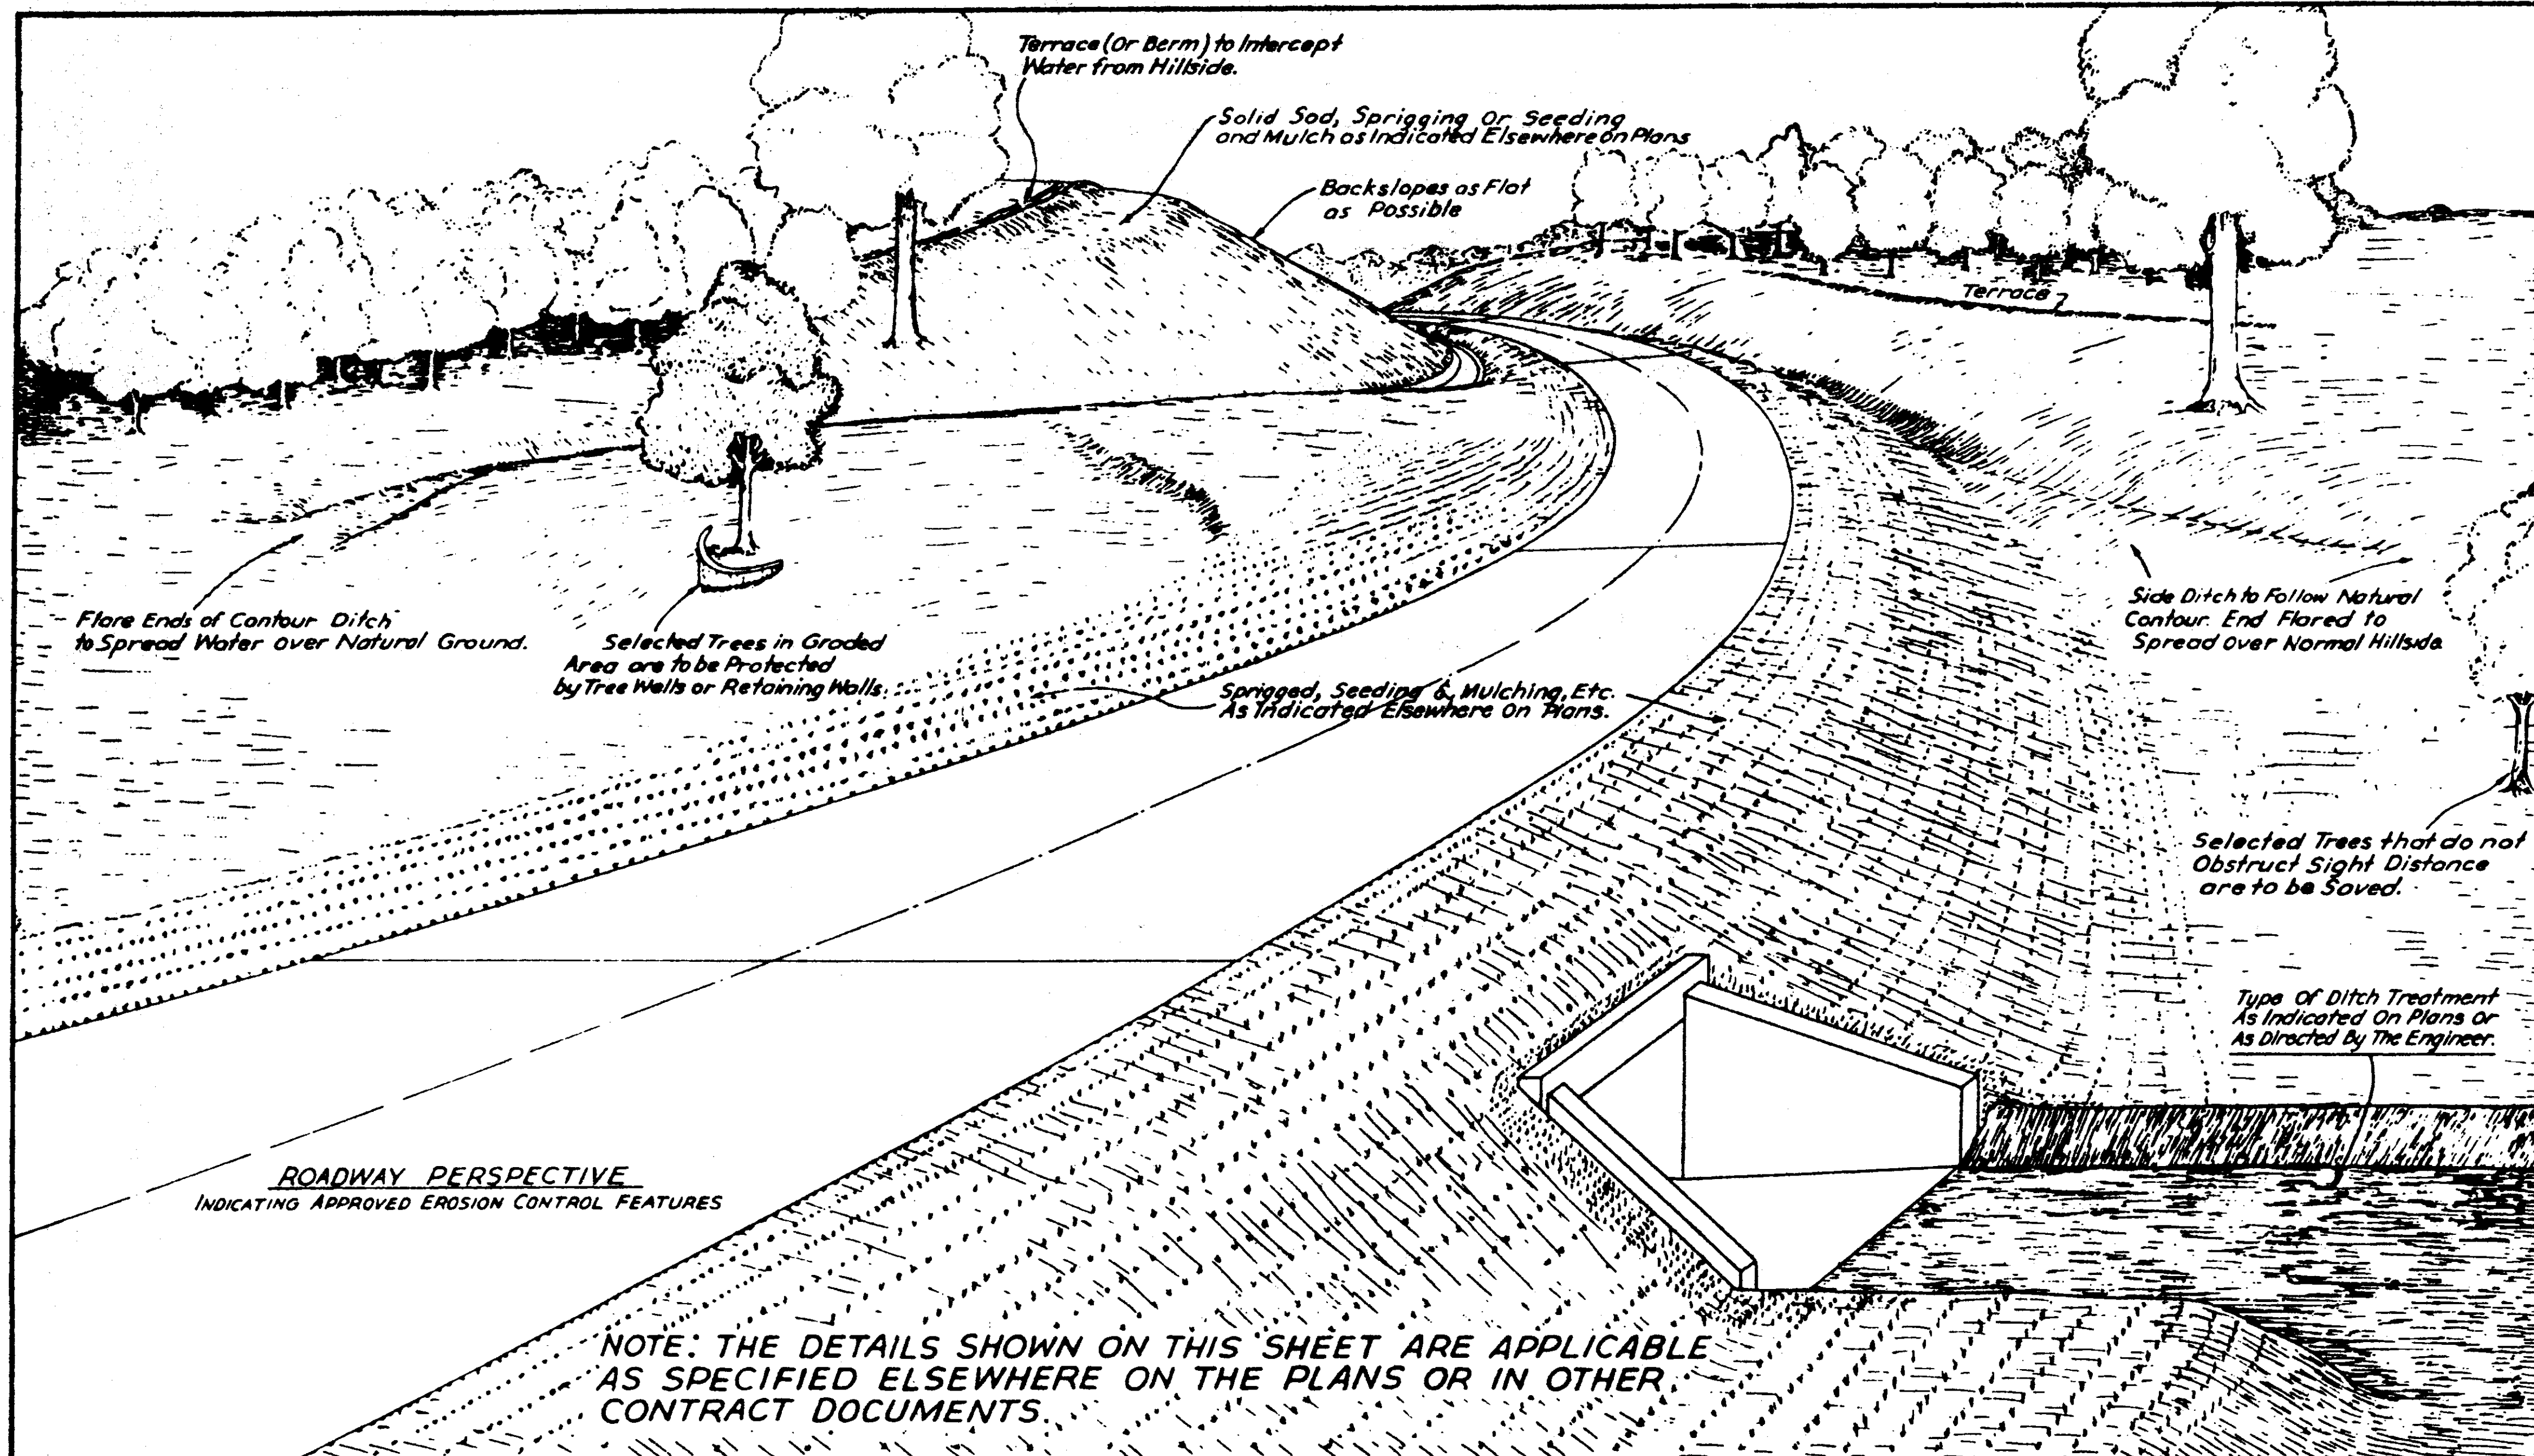 Terrace (Or Berm) to Intercept
Water from Hillside.
Solid Sod, Sprigging Or Seeding
and Mulch as Indicated Elsewhere on Plans
Backslopes as Flat
as Possible
Terrace
Flare Ends of Contour Ditch
to Spread Water over Natural Ground.
Selected Trees in Graded
Area are to be Protected
by Tree Wells or Retaining Walls.
Sprigged, Seeding & Mulching, Etc.
As Indicated Elsewhere On Plans.
Side Ditch to Follow Natural
Contour. End Flared to
Spread over Normal Hillside
Selected Trees that do not
Obstruct Sight Distance
are to be Saved.
Type Of Ditch Treatment
As Indicated On Plans Or
As Directed By The Engineer.
ROADWAY PERSPECTIVE
INDICATING APPROVED EROSION CONTROL FEATURES
NOTE: THE DETAILS SHOWN ON THIS SHEET ARE APPLICABLE
AS SPECIFIED ELSEWHERE ON THE PLANS OR IN OTHER
CONTRACT DOCUMENTS.